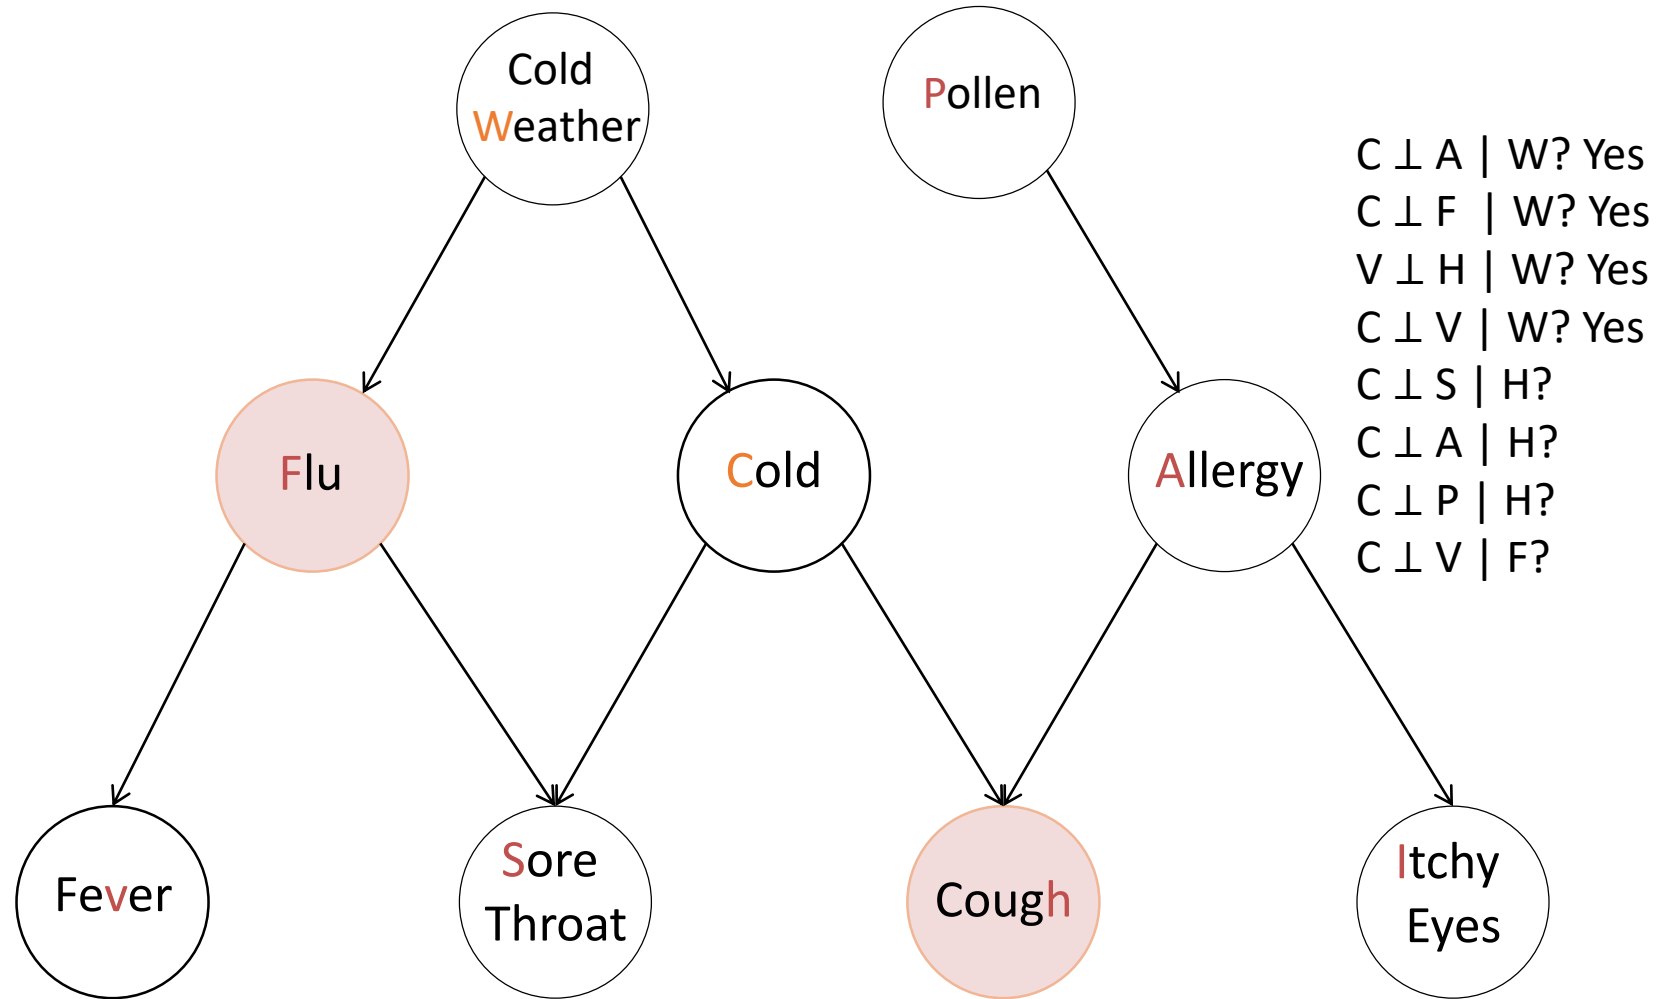 Cold
Weather
Pollen
C ⊥ A | W? Yes
C ⊥ F | W? Yes
V ⊥ H | W? Yes
C ⊥ V | W? Yes
C ⊥ S | H?
C ⊥ A | H?
C ⊥ P | H?
C ⊥ V | F?
Flu
Cold
Allergy
Fever
Sore
Throat
Cough
Itchy
Eyes